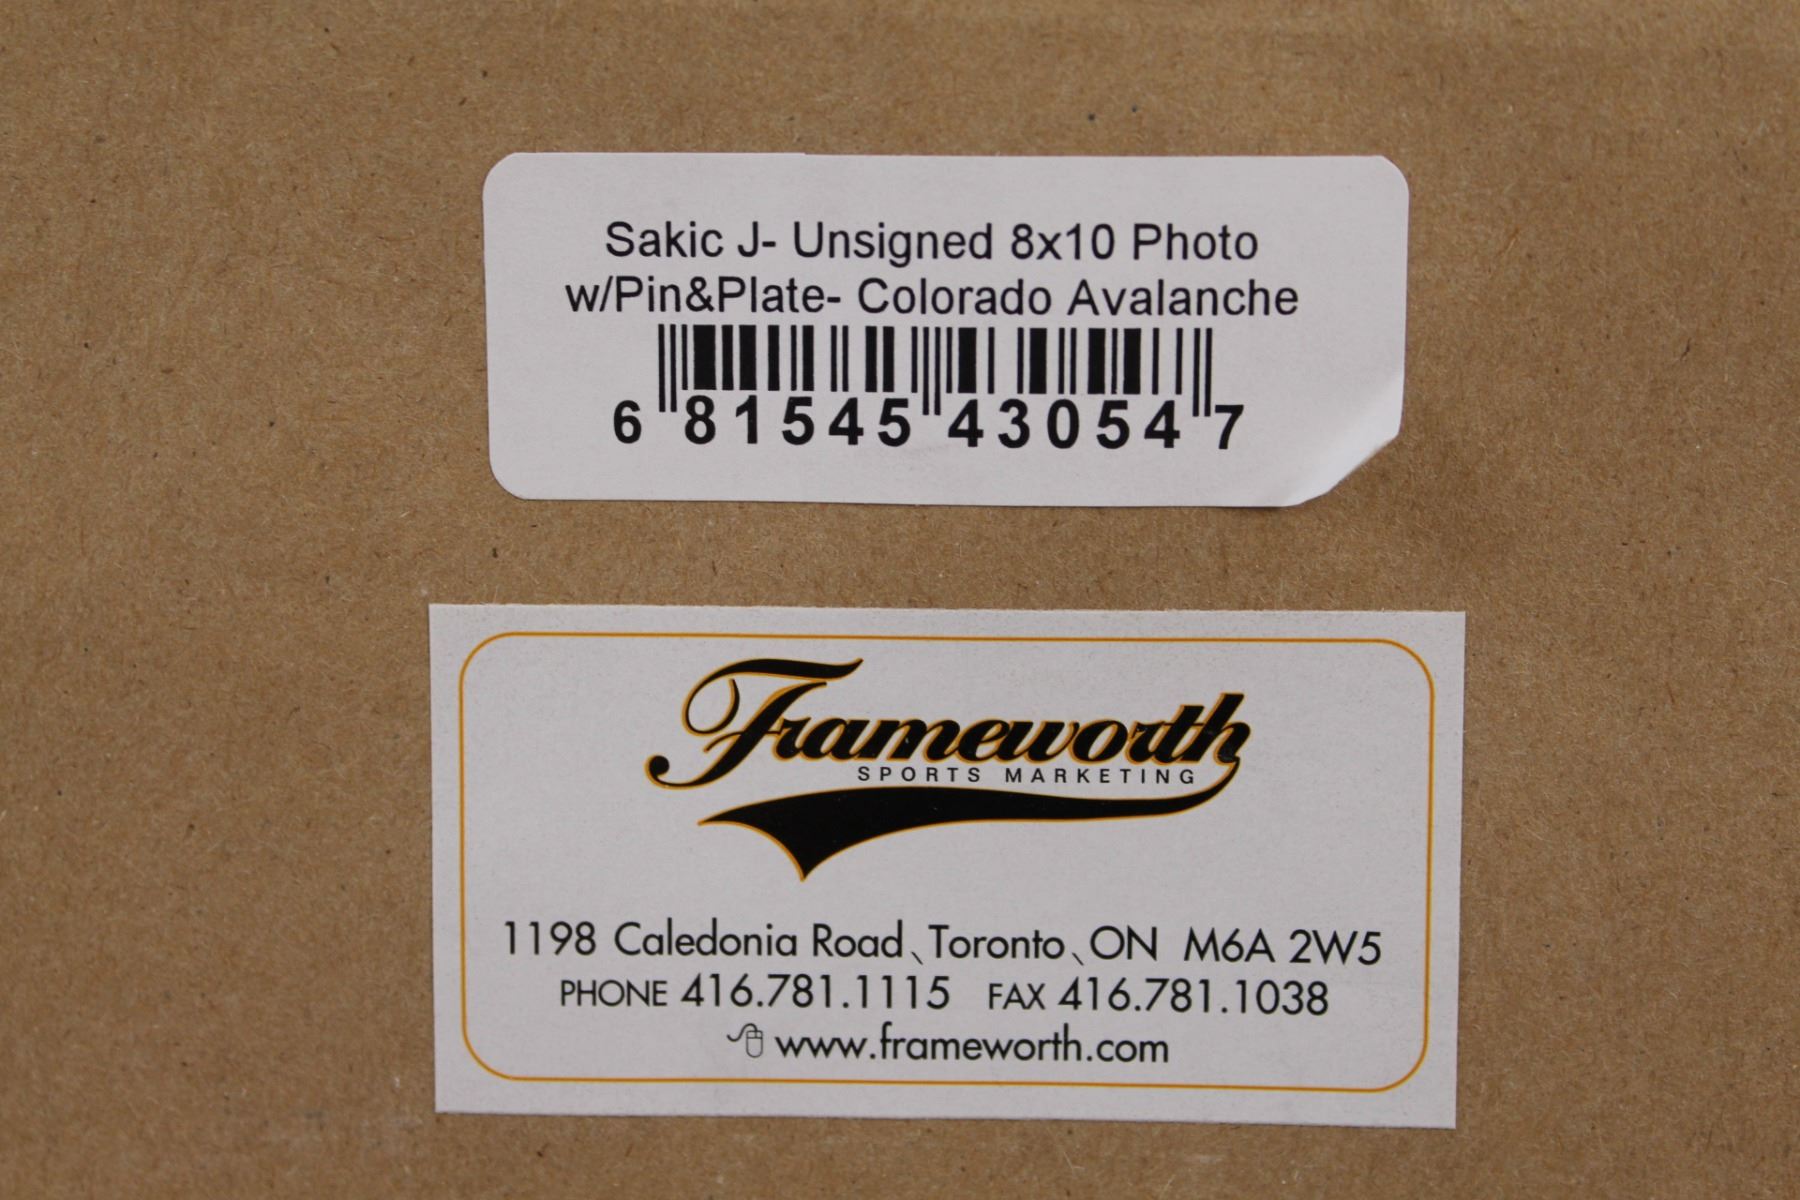 Sakic J- Unsigned 8x10 Photo
w/Pin&Plate- Colorado Avalanche
6 81545 43054 7
Frameworth
SPORTS MARKETING
1198 Caledonia Road, Toronto, ON M6A 2W5
PHONE 416.781.1115 FAX 416.781.1038
www.frameworth.com